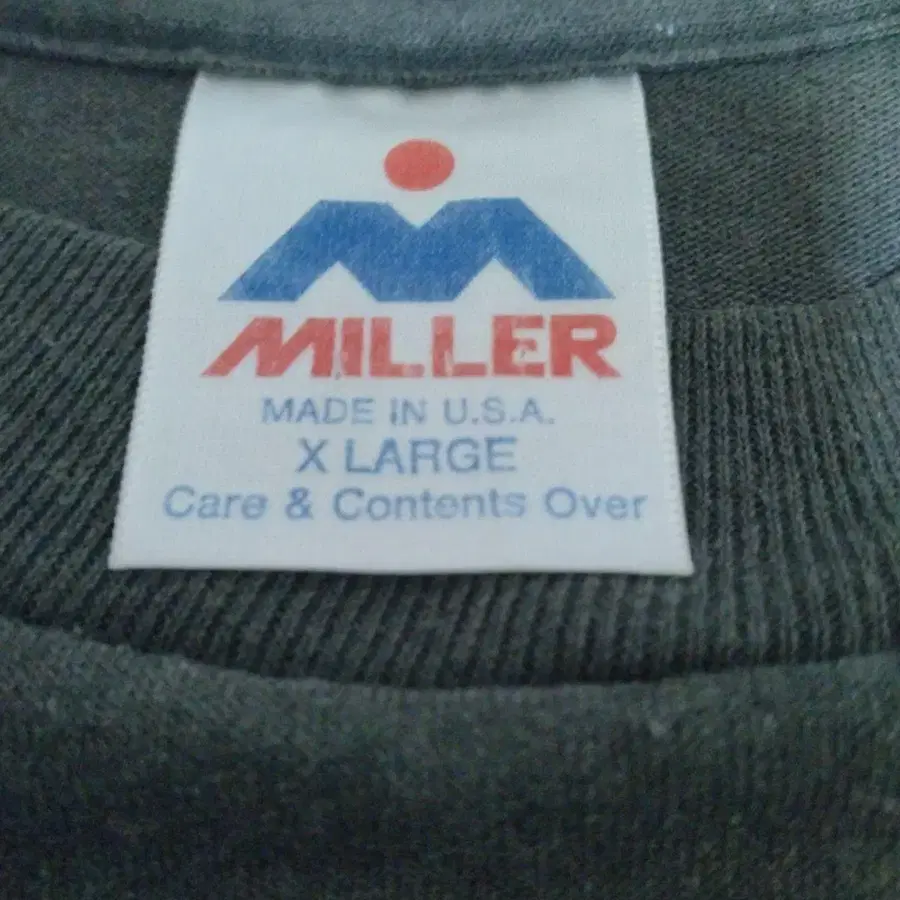 MILLER
MADE IN U.S.A.
X LARGE
Care & Contents Over